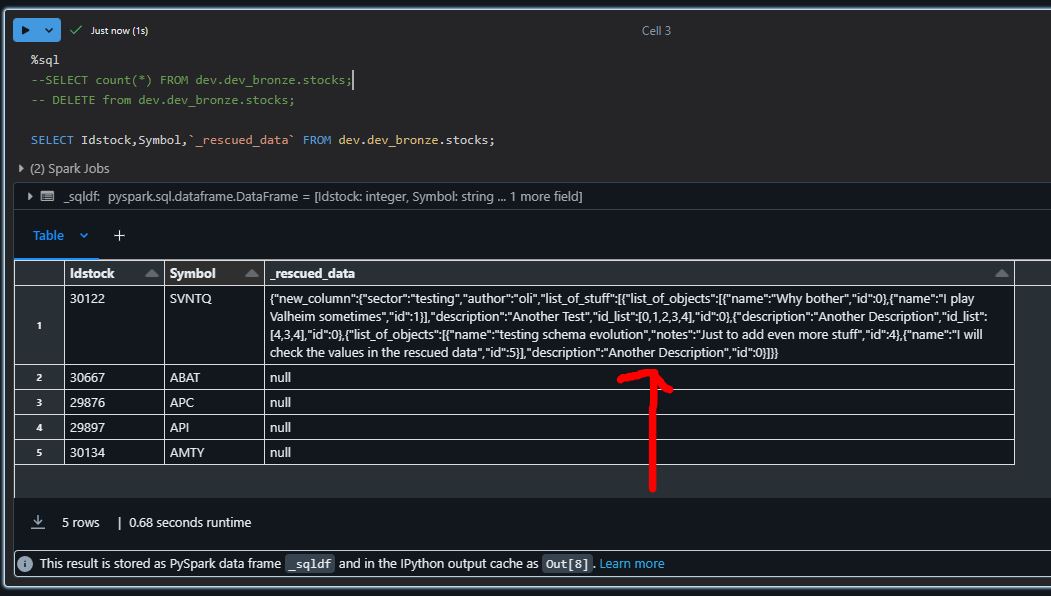 Just now (1s)
Cell 3
%sql
--SELECT count(*) FROM dev.dev_bronze.stocks;
-- DELETE from dev.dev_bronze.stocks;
SELECT Idstock,Symbol,`_rescued_data` FROM dev.dev_bronze.stocks;
(2) Spark Jobs
_sqldf: pyspark.sql.dataframe.DataFrame = [Idstock: integer, Symbol: string ... 1 more field]
Table
+
Idstock Symbol _rescued_data
1 30122 SVNTQ {"new_column":{"sector":"testing","author":"oli","list_of_stuff":[{"list_of_objects":[{"name":"Why bother","id":0},{"name":"I play
Valheim sometimes","id":1}],"description":"Another Test","id_list":[0,1,2,3,4],"id":0},{"description":"Another Description","id_list":
[4,3,4],"id":0},{"list_of_objects":[{"name":"testing schema evolution","notes":"Just to add even more stuff","id":4},{"name":"I will
check the values in the rescued data","id":5}],"description":"Another Description","id":0}]}}
2 30667 ABAT null
3 29876 APC null
4 29897 API null
5 30134 AMTY null
5 rows | 0.68 seconds runtime
This result is stored as PySpark data frame _sqldf and in the IPython output cache as Out[8]. Learn more